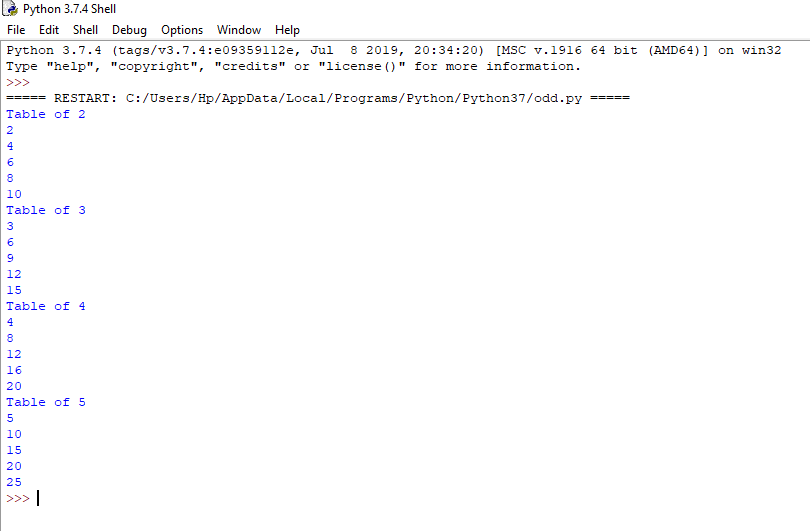 Python 3.7.4 Shell
File Edit Shell Debug Options Window Help
Python 3.7.4 (tags/v3.7.4:e09359112e, Jul  8 2019, 20:34:20) [MSC v.1916 64 bit (AMD64)] on win32
Type "help", "copyright", "credits" or "license()" for more information.
>>>
===== RESTART: C:/Users/Hp/AppData/Local/Programs/Python/Python37/odd.py =====
Table of 2
2
4
6
8
10
Table of 3
3
6
9
12
15
Table of 4
4
8
12
16
20
Table of 5
5
10
15
20
25
>>>